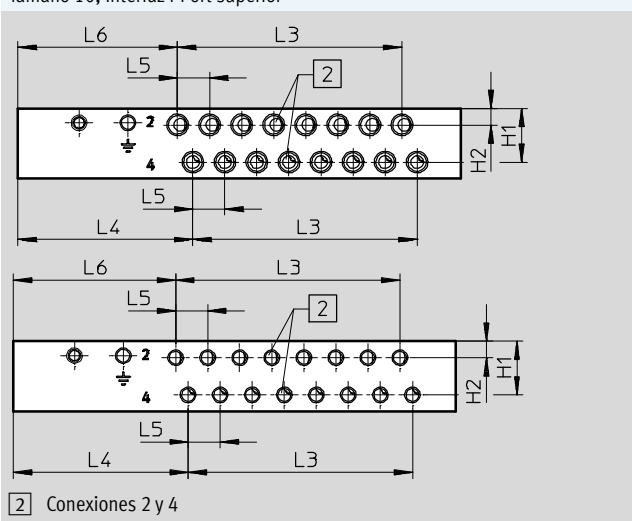 Tamaño 10, interfaz I-Port superior
L6 L3
L5 2
2
4
H2 H1
L5
L4 L3
L6 L3
L5 2
2
4
H2 H1
L5
L4 L3
2 Conexiones 2 y 4